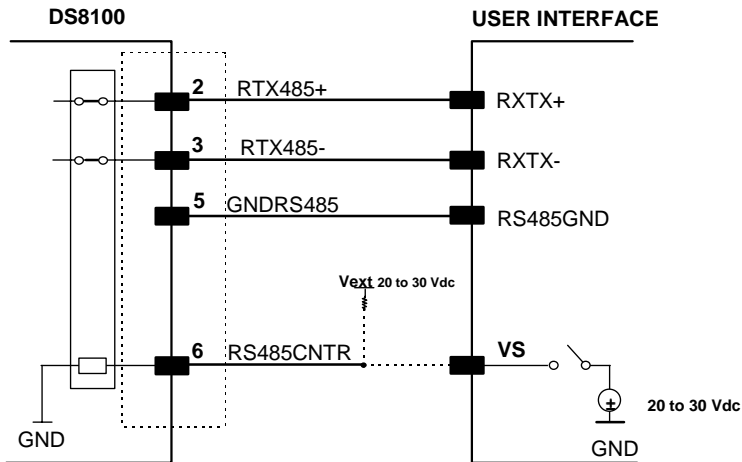 DS8100
USER INTERFACE
2 RTX485+ RXTX+
3 RTX485- RXTX-
5 GNDRS485 RS485GND
Vext 20 to 30 Vdc
6 RS485CNTR VS
+
20 to 30 Vdc
GND
GND